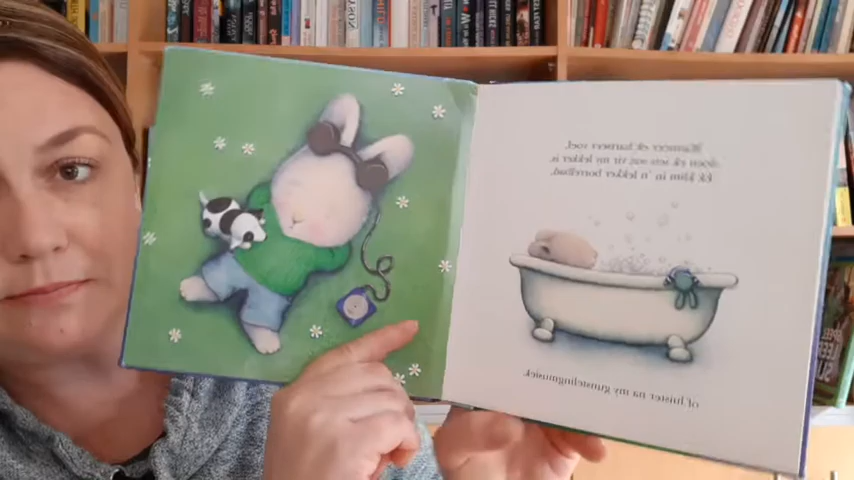 Wanneer ek hartseer voel,
doen ek iets wat vir my lekker is.
Ek klim in 'n lekker borrelbad,
of luister na my gunstelingmusiek.